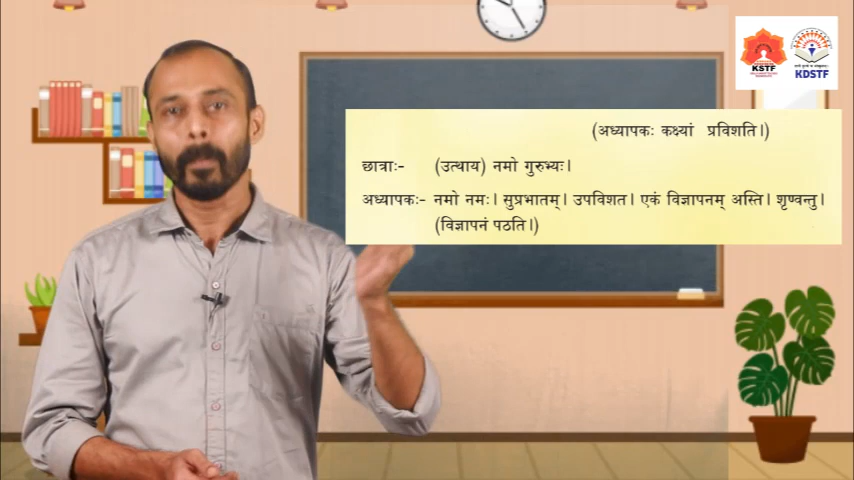 KSTF
KDSTF
(अध्यापकः कक्ष्यां प्रविशति।)
छात्राः- (उत्थाय) नमो गुरुभ्यः।
अध्यापकः- नमो नमः। सुप्रभातम्। उपविशत। एकं विज्ञापनम् अस्ति। शृण्वन्तु।
(विज्ञापनं पठति।)